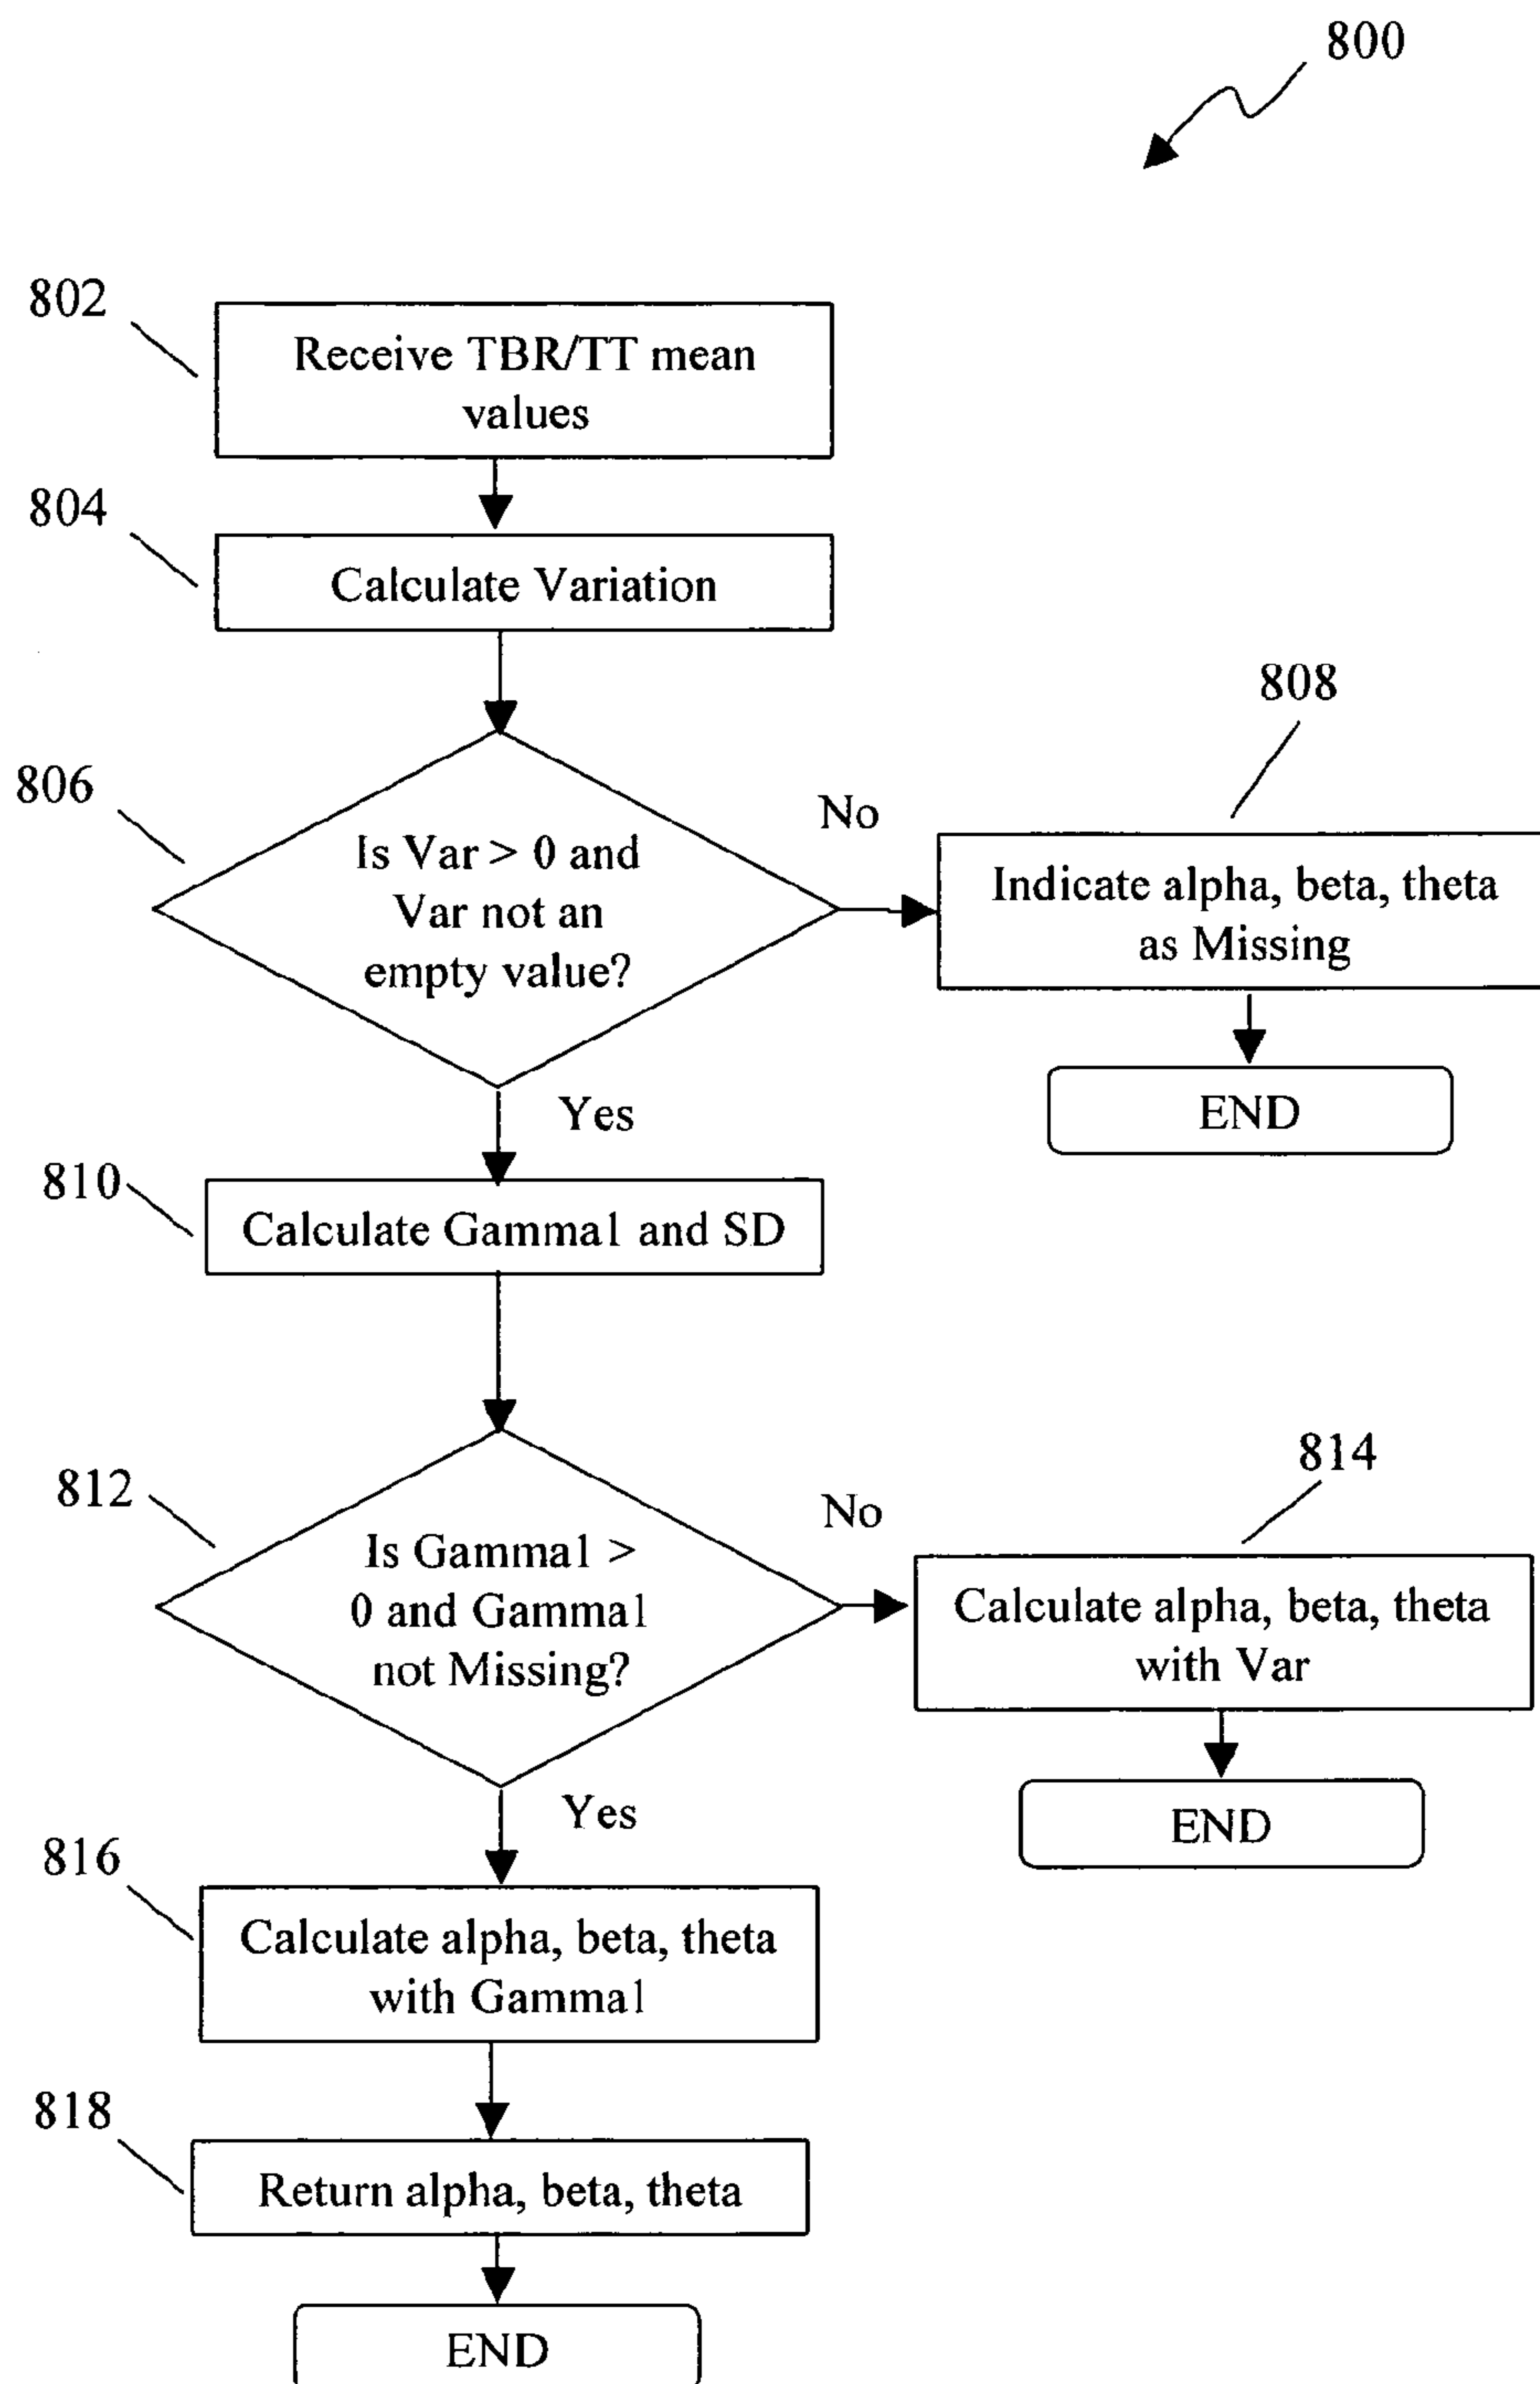 800
802
Receive TBR/TT mean
values
804
Calculate Variation
806
Is Var > 0 and
Var not an
empty value?
No
808
Indicate alpha, beta, theta
as Missing
END
Yes
810
Calculate Gamma1 and SD
812
Is Gamma1 >
0 and Gamma1
not Missing?
No
814
Calculate alpha, beta, theta
with Var
END
Yes
816
Calculate alpha, beta, theta
with Gamma1
818
Return alpha, beta, theta
END